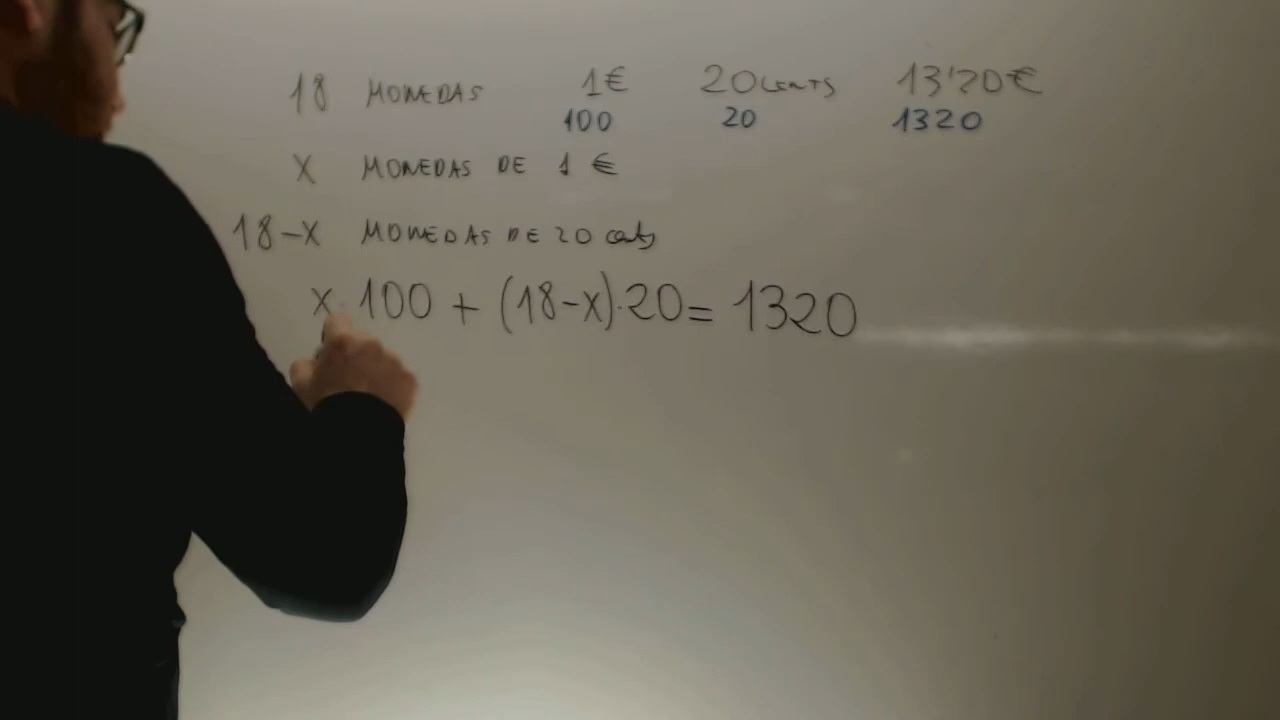 18 MONEDAS 1€ 20 cents 13'20€
100 20 1320
X MONEDAS DE 1 €
18-X MONEDAS DE 20 cents
x · 100 + (18-x)·20 = 1320